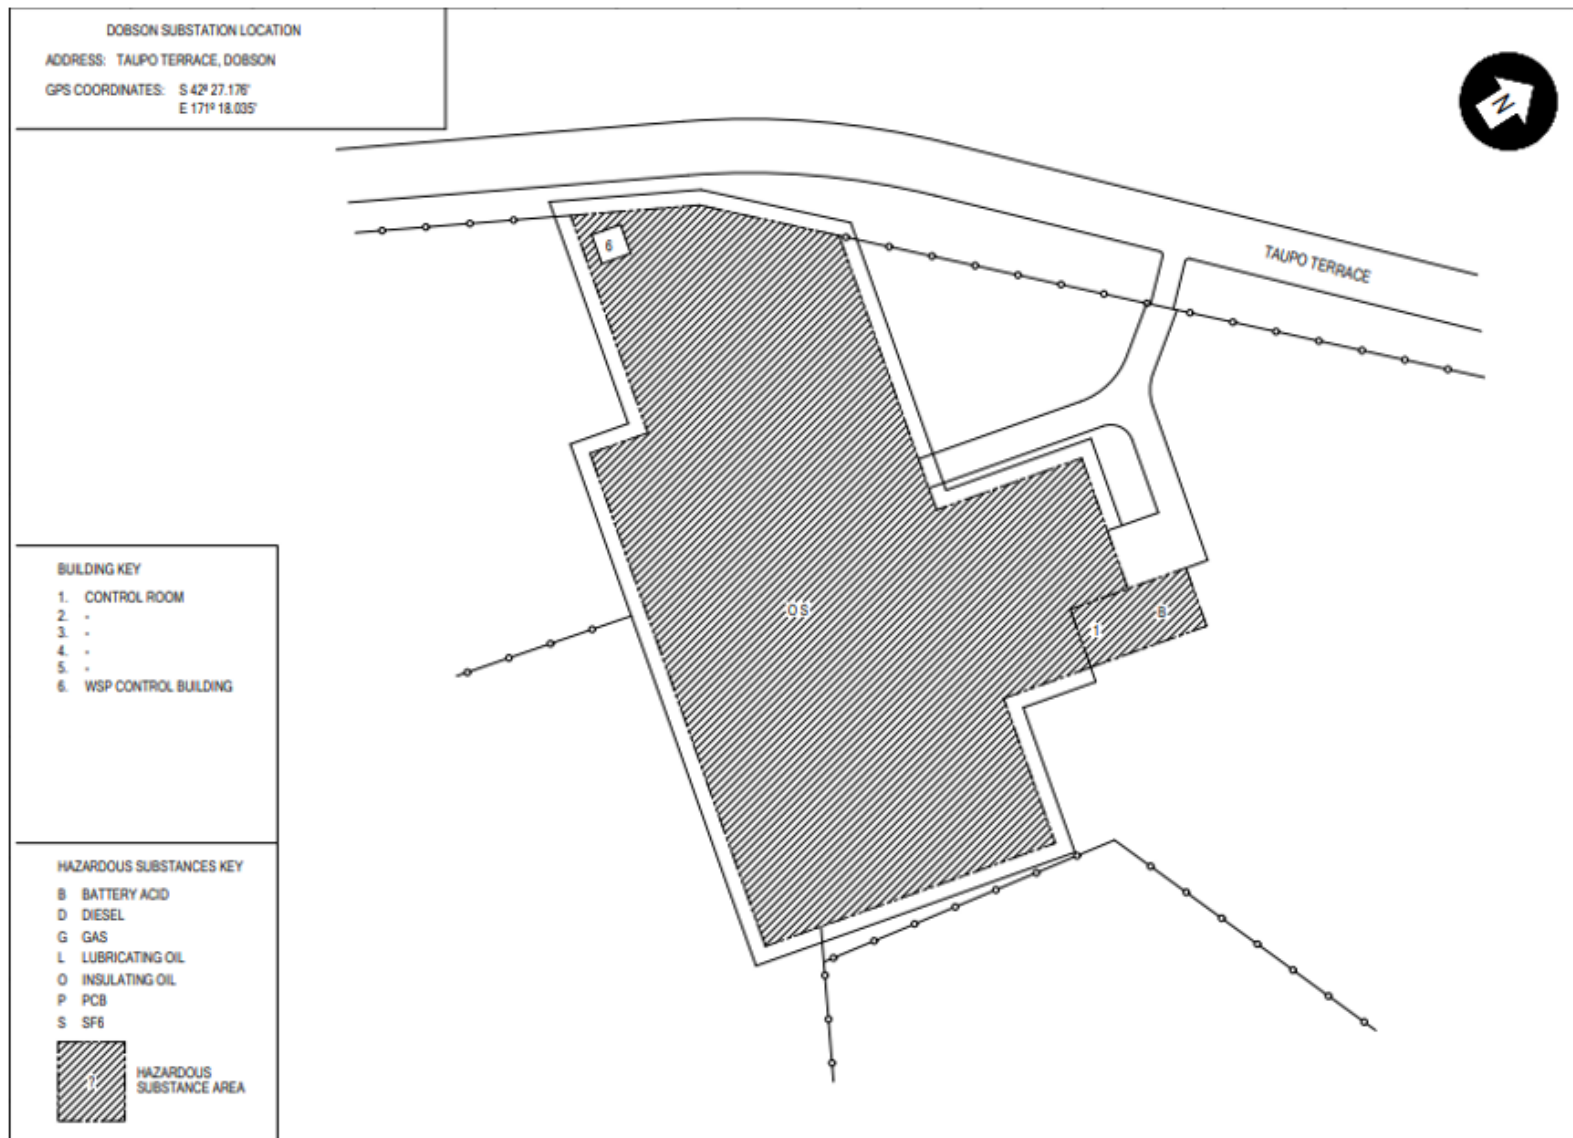 DOBSON SUBSTATION LOCATION
ADDRESS: TAUPO TERRACE, DOBSON
GPS COORDINATES: S 42º 27.176'
E 171º 18.035'
N
TAUPO TERRACE
6
O S
1
B
BUILDING KEY
1. CONTROL ROOM
2. -
3. -
4. -
5. -
6. WSP CONTROL BUILDING
HAZARDOUS SUBSTANCES KEY
B BATTERY ACID
D DIESEL
G GAS
L LUBRICATING OIL
O INSULATING OIL
P PCB
S SF6
HAZARDOUS
SUBSTANCE AREA